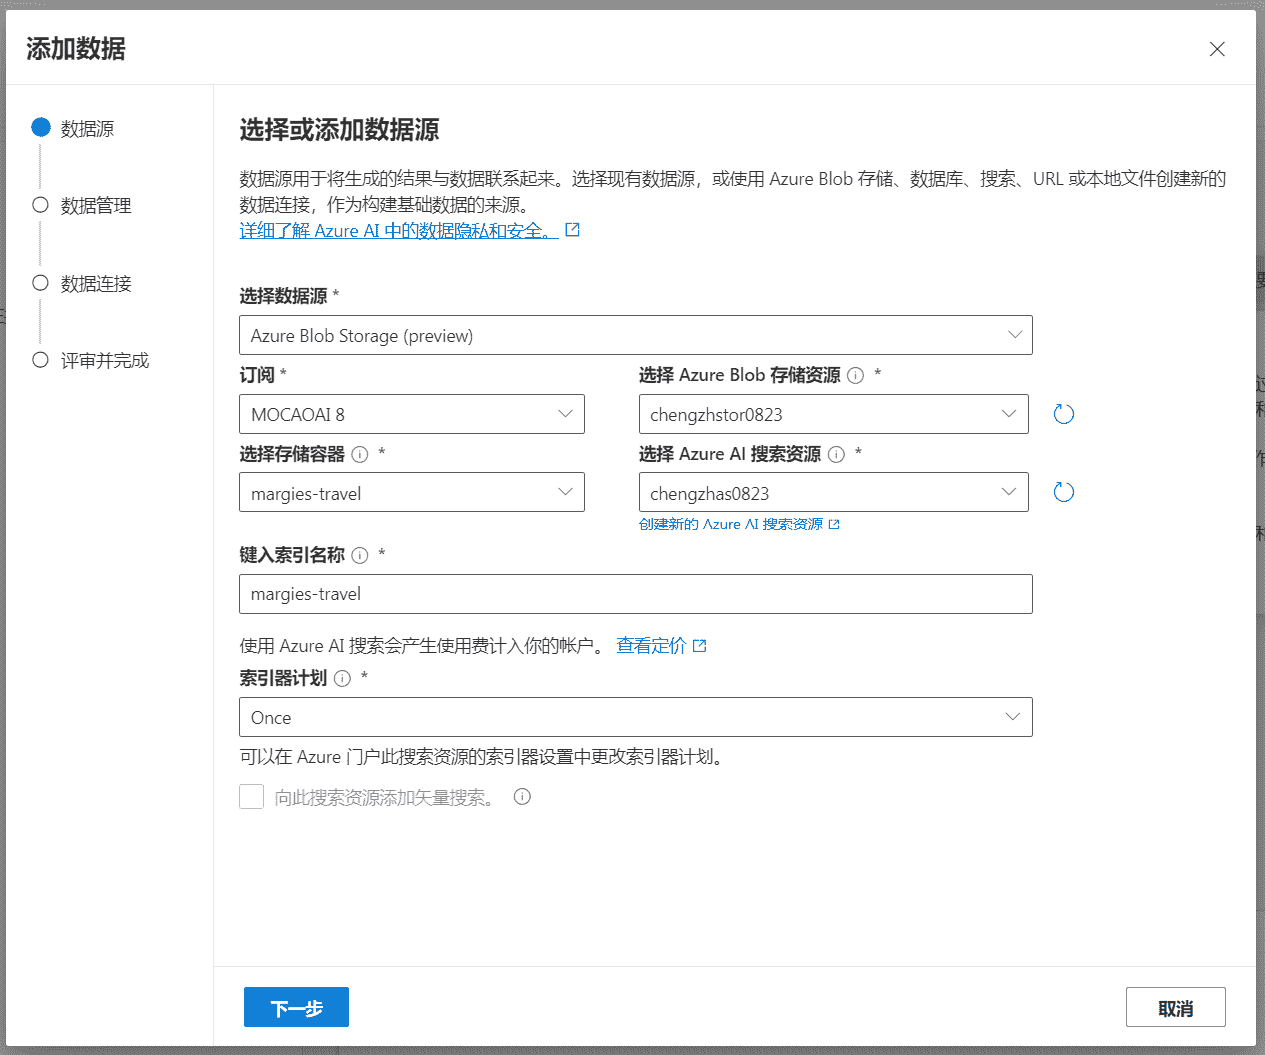 添加数据
数据源
数据管理
数据连接
评审并完成
选择或添加数据源
数据源用于将生成的结果与数据联系起来。选择现有数据源，或使用 Azure Blob 存储、数据库、搜索、URL 或本地文件创建新的
数据连接，作为构建基础数据的来源。
详细了解 Azure AI 中的数据隐私和安全。
选择数据源 *
Azure Blob Storage (preview)
订阅 *
选择 Azure Blob 存储资源 *
MOCAOAI 8
chengzhstor0823
选择存储容器 *
选择 Azure AI 搜索资源 *
margies-travel
chengzhas0823
创建新的 Azure AI 搜索资源
键入索引名称 *
margies-travel
使用 Azure AI 搜索会产生使用费计入你的帐户。 查看定价
索引器计划 *
Once
可以在 Azure 门户此搜索资源的索引器设置中更改索引器计划。
向此搜索资源添加矢量搜索。
下一步
取消